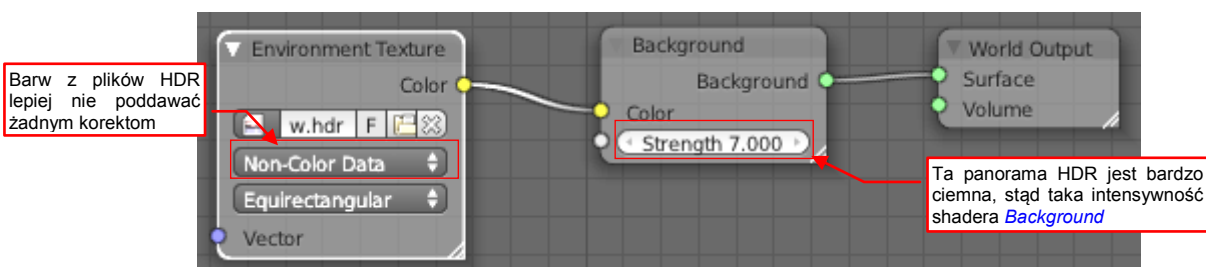 Barw z plików HDR
lepiej nie poddawać
żadnym korektom
Environment Texture
Color
w.hdr F
Non-Color Data
Equirectangular
Vector
Background
Background
Color
Strength 7.000
World Output
Surface
Volume
Ta panorama HDR jest bardzo
ciemna, stąd taka intensywność
shadera Background